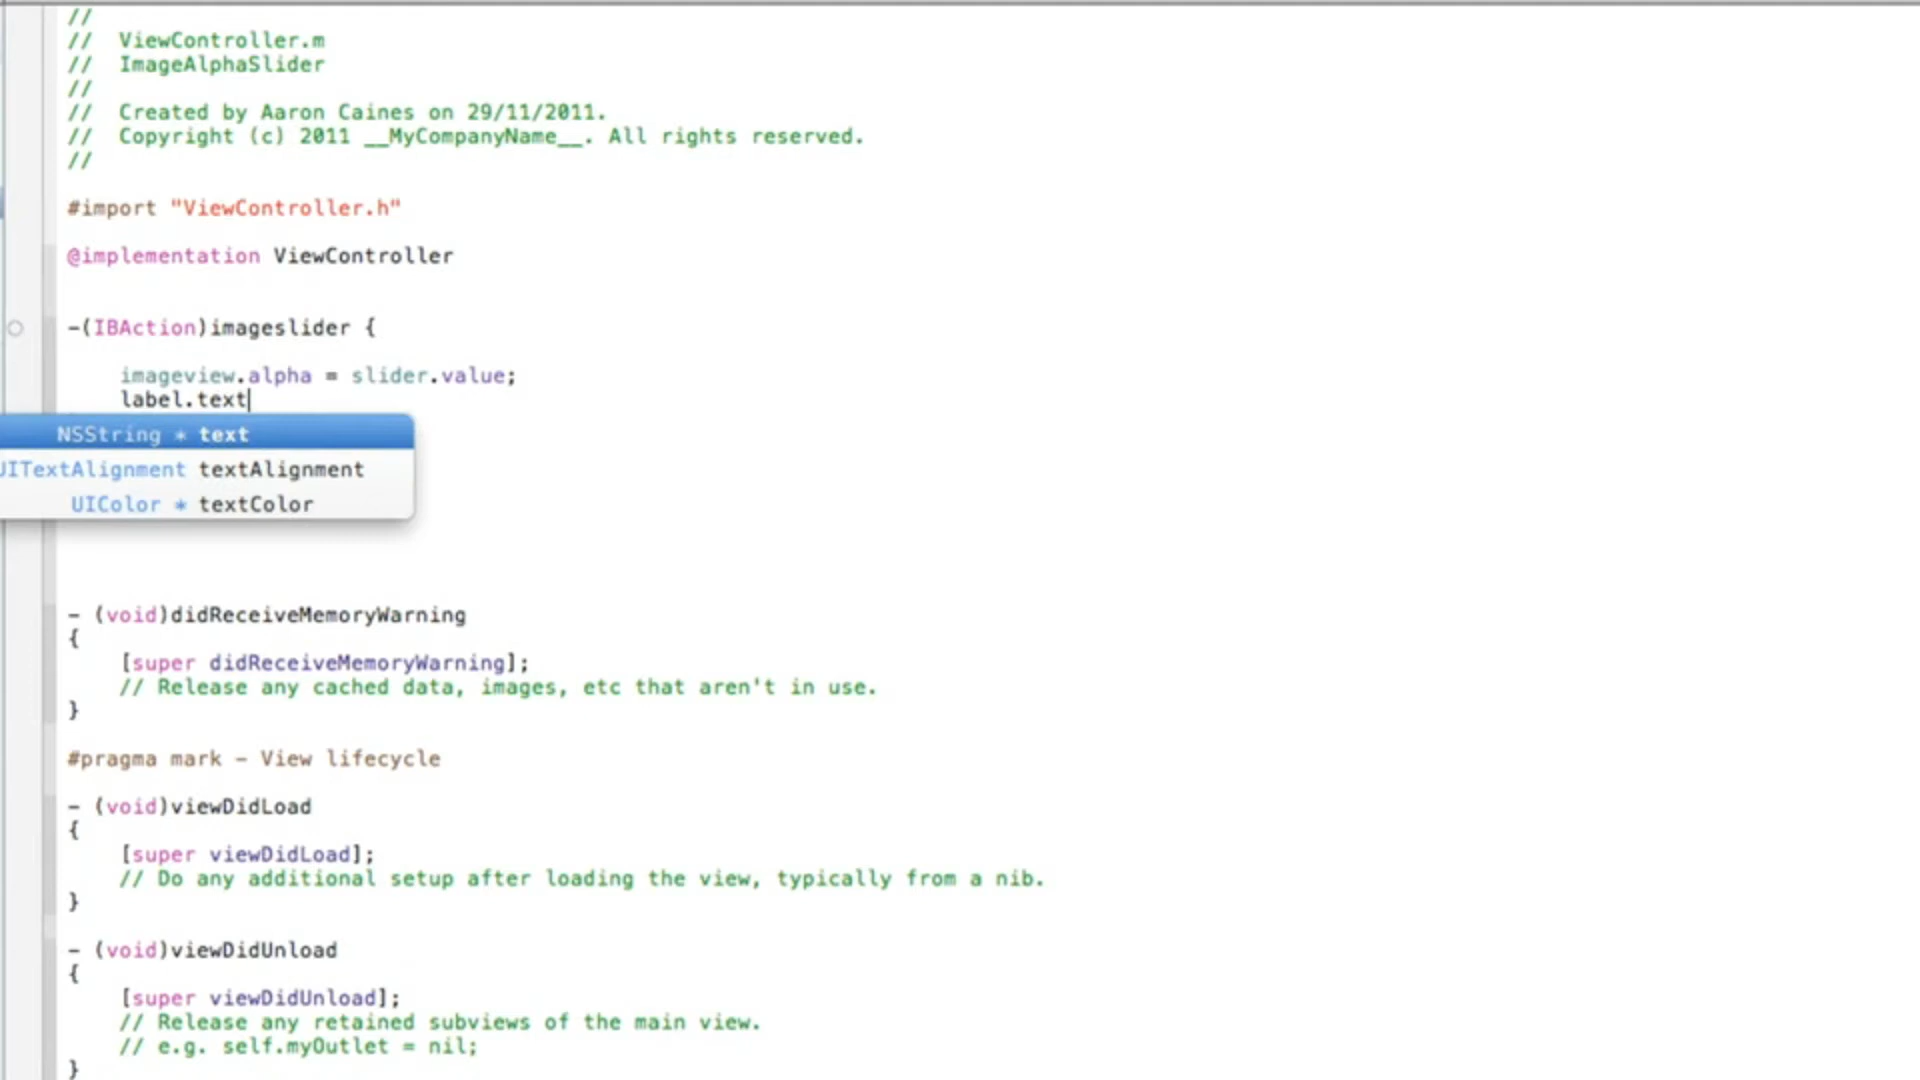 //
//  ViewController.m
//  ImageAlphaSlider
//
//  Created by Aaron Caines on 29/11/2011.
//  Copyright (c) 2011 __MyCompanyName__. All rights reserved.
//
#import "ViewController.h"
@implementation ViewController
-(IBAction)imageslider {
imageview.alpha = slider.value;
label.text
NSString * text
UITextAlignment textAlignment
UIColor * textColor
- (void)didReceiveMemoryWarning
{
[super didReceiveMemoryWarning];
// Release any cached data, images, etc that aren't in use.
}
#pragma mark - View lifecycle
- (void)viewDidLoad
{
[super viewDidLoad];
// Do any additional setup after loading the view, typically from a nib.
}
- (void)viewDidUnload
{
[super viewDidUnload];
// Release any retained subviews of the main view.
// e.g. self.myOutlet = nil;
}